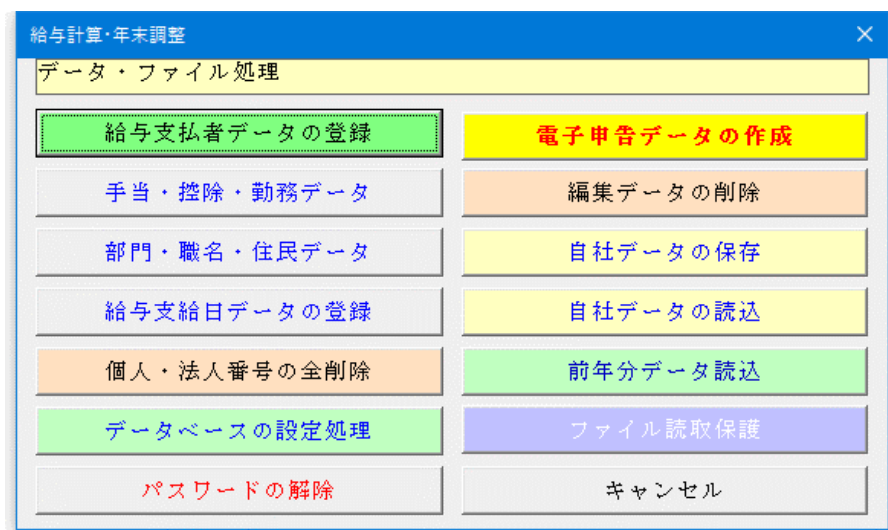 給与計算・年末調整
データ・ファイル処理
給与支払者データの登録
電子申告データの作成
手当・控除・勤務データ
編集データの削除
部門・職名・住民データ
自社データの保存
給与支給日データの登録
自社データの読込
個人・法人番号の全削除
前年分データ読込
データベースの設定処理
ファイル読取保護
パスワードの解除
キャンセル